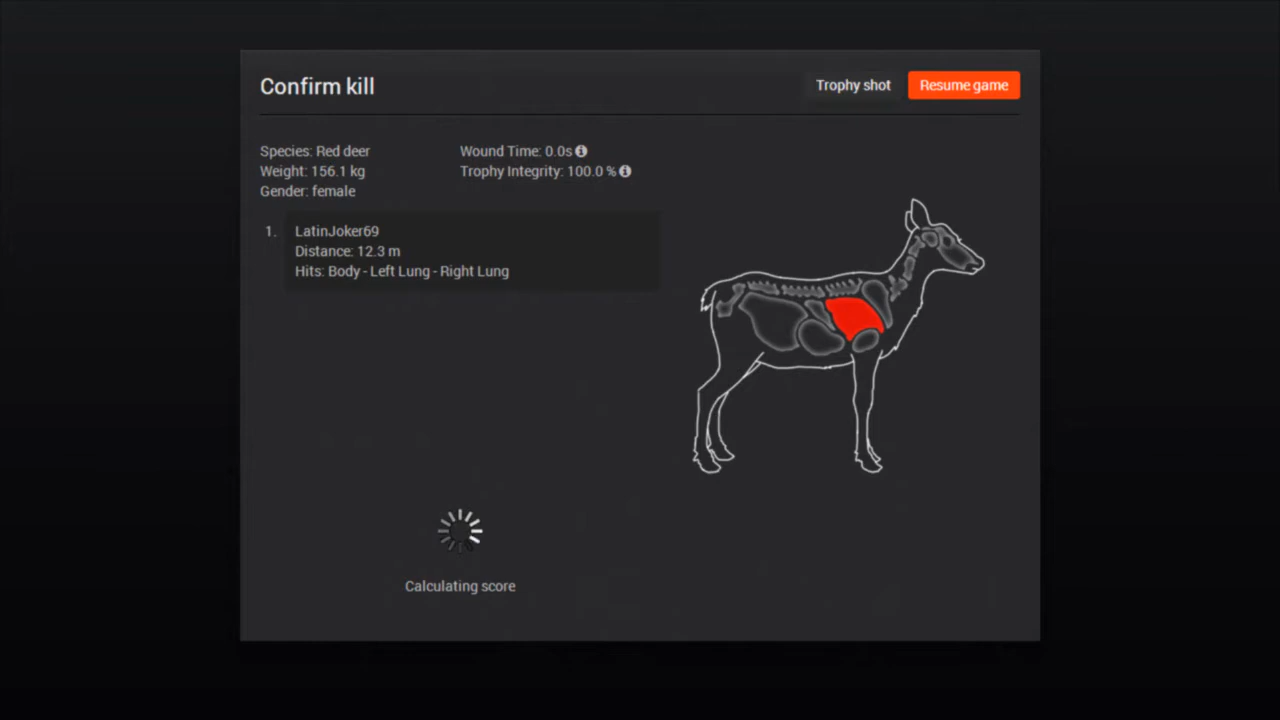 Confirm kill
Trophy shot
Resume game
Species: Red deer
Weight: 156.1 kg
Gender: female
Wound Time: 0.0s
Trophy Integrity: 100.0 %
1.
LatinJoker69
Distance: 12.3 m
Hits: Body - Left Lung - Right Lung
Calculating score